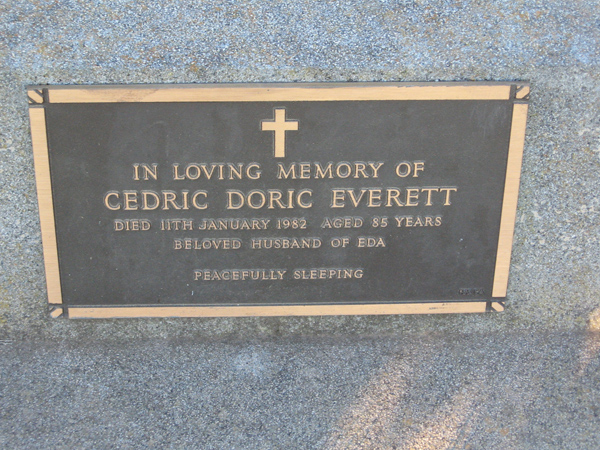 IN LOVING MEMORY OF
CEDRIC DORIC EVERETT
DIED 11TH JANUARY 1982 AGED 85 YEARS
BELOVED HUSBAND OF EDA
PEACEFULLY SLEEPING